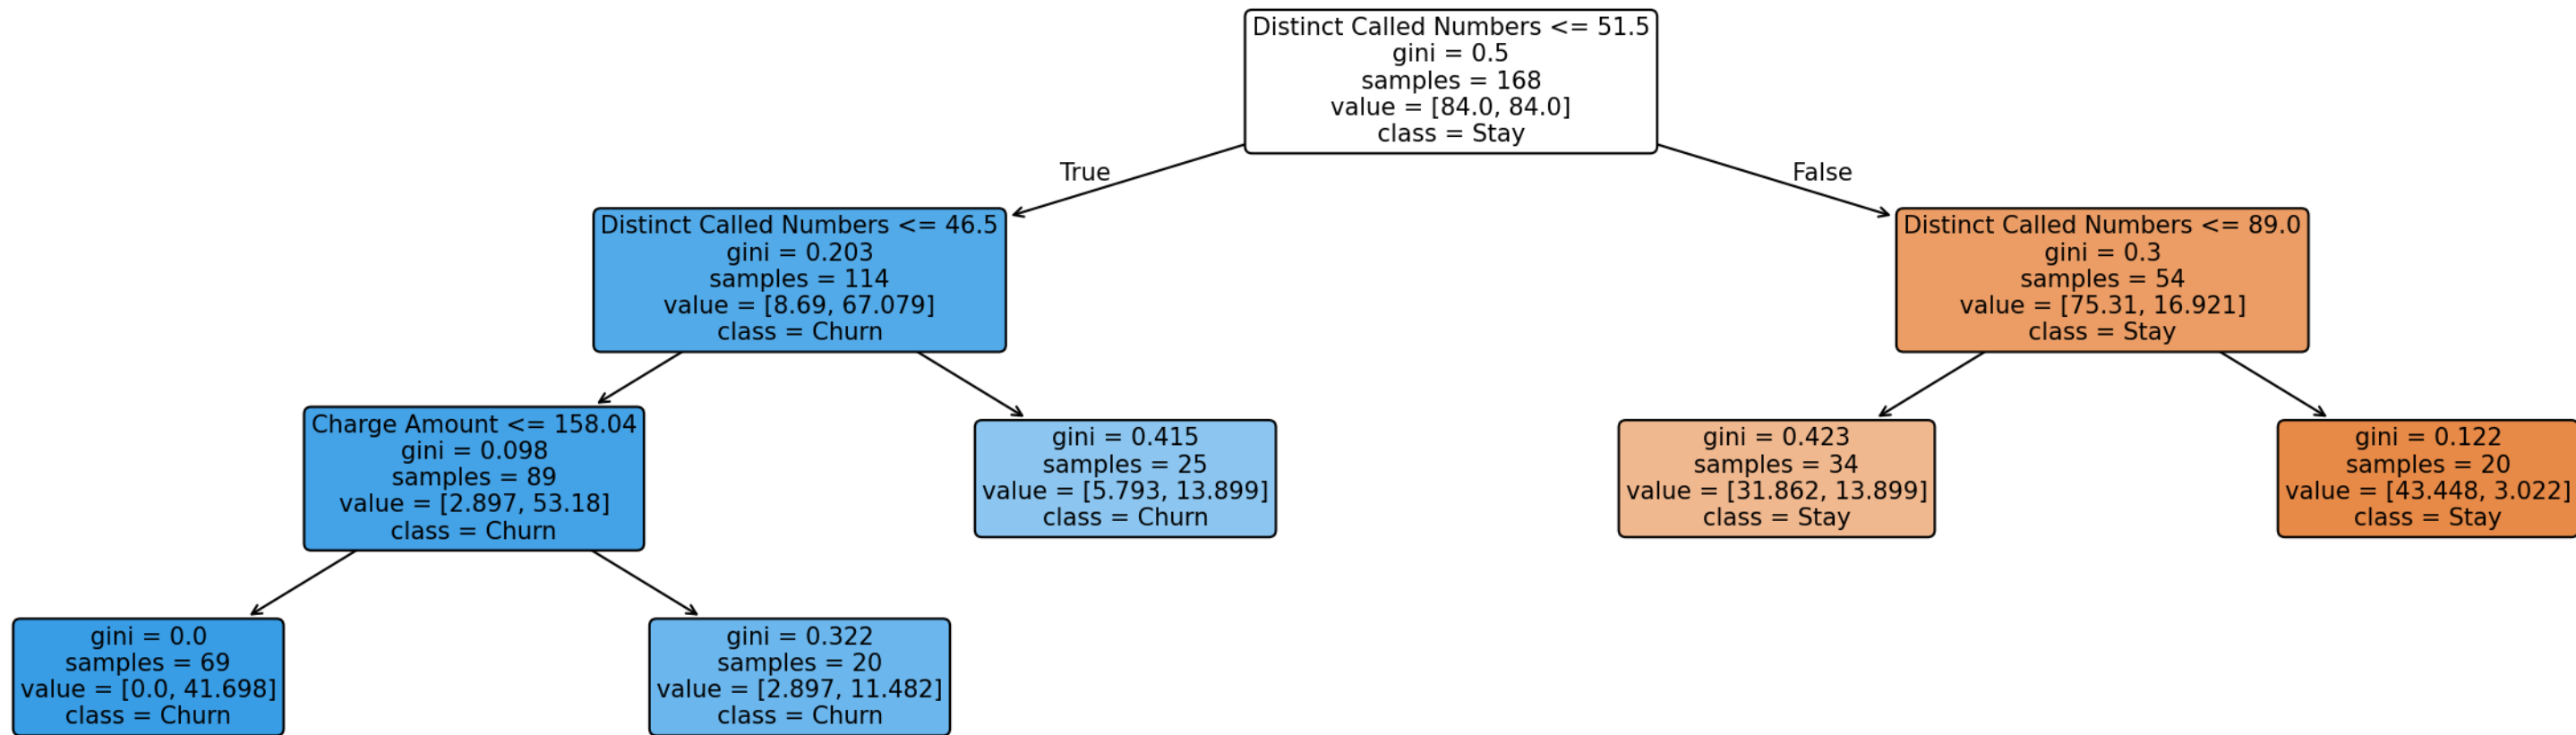 Distinct Called Numbers <= 51.5
gini = 0.5
samples = 168
value = [84.0, 84.0]
class = Stay
True
False
Distinct Called Numbers <= 46.5
gini = 0.203
samples = 114
value = [8.69, 67.079]
class = Churn
Distinct Called Numbers <= 89.0
gini = 0.3
samples = 54
value = [75.31, 16.921]
class = Stay
Charge Amount <= 158.04
gini = 0.098
samples = 89
value = [2.897, 53.18]
class = Churn
gini = 0.415
samples = 25
value = [5.793, 13.899]
class = Churn
gini = 0.423
samples = 34
value = [31.862, 13.899]
class = Stay
gini = 0.122
samples = 20
value = [43.448, 3.022]
class = Stay
gini = 0.0
samples = 69
value = [0.0, 41.698]
class = Churn
gini = 0.322
samples = 20
value = [2.897, 11.482]
class = Churn